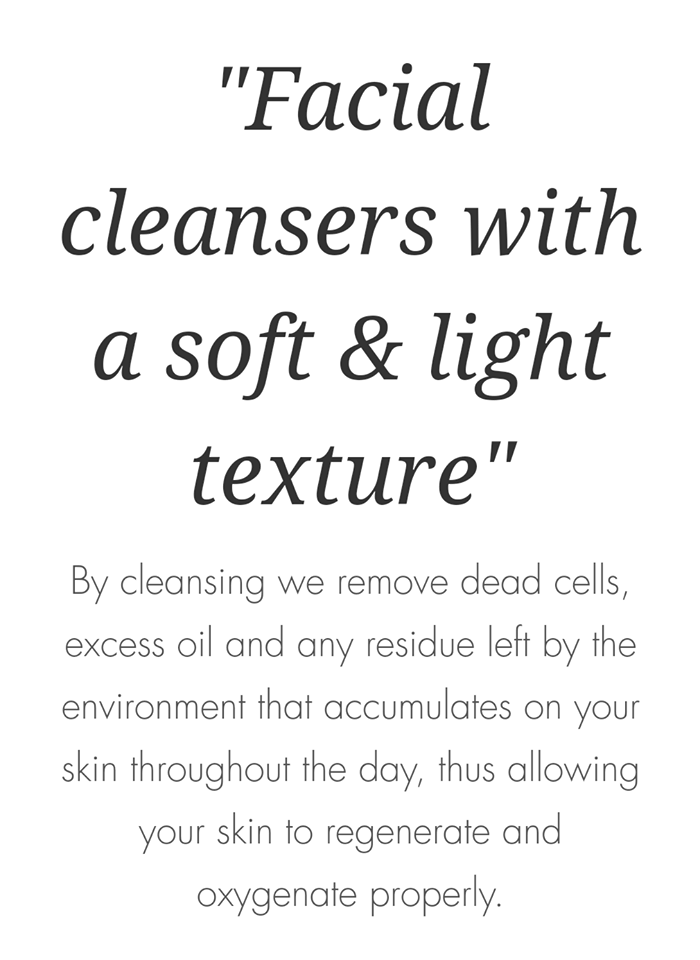 "Facial
cleansers with
a soft & light
texture"
By cleansing we remove dead cells,
excess oil and any residue left by the
environment that accumulates on your
skin throughout the day, thus allowing
your skin to regenerate and
oxygenate properly.